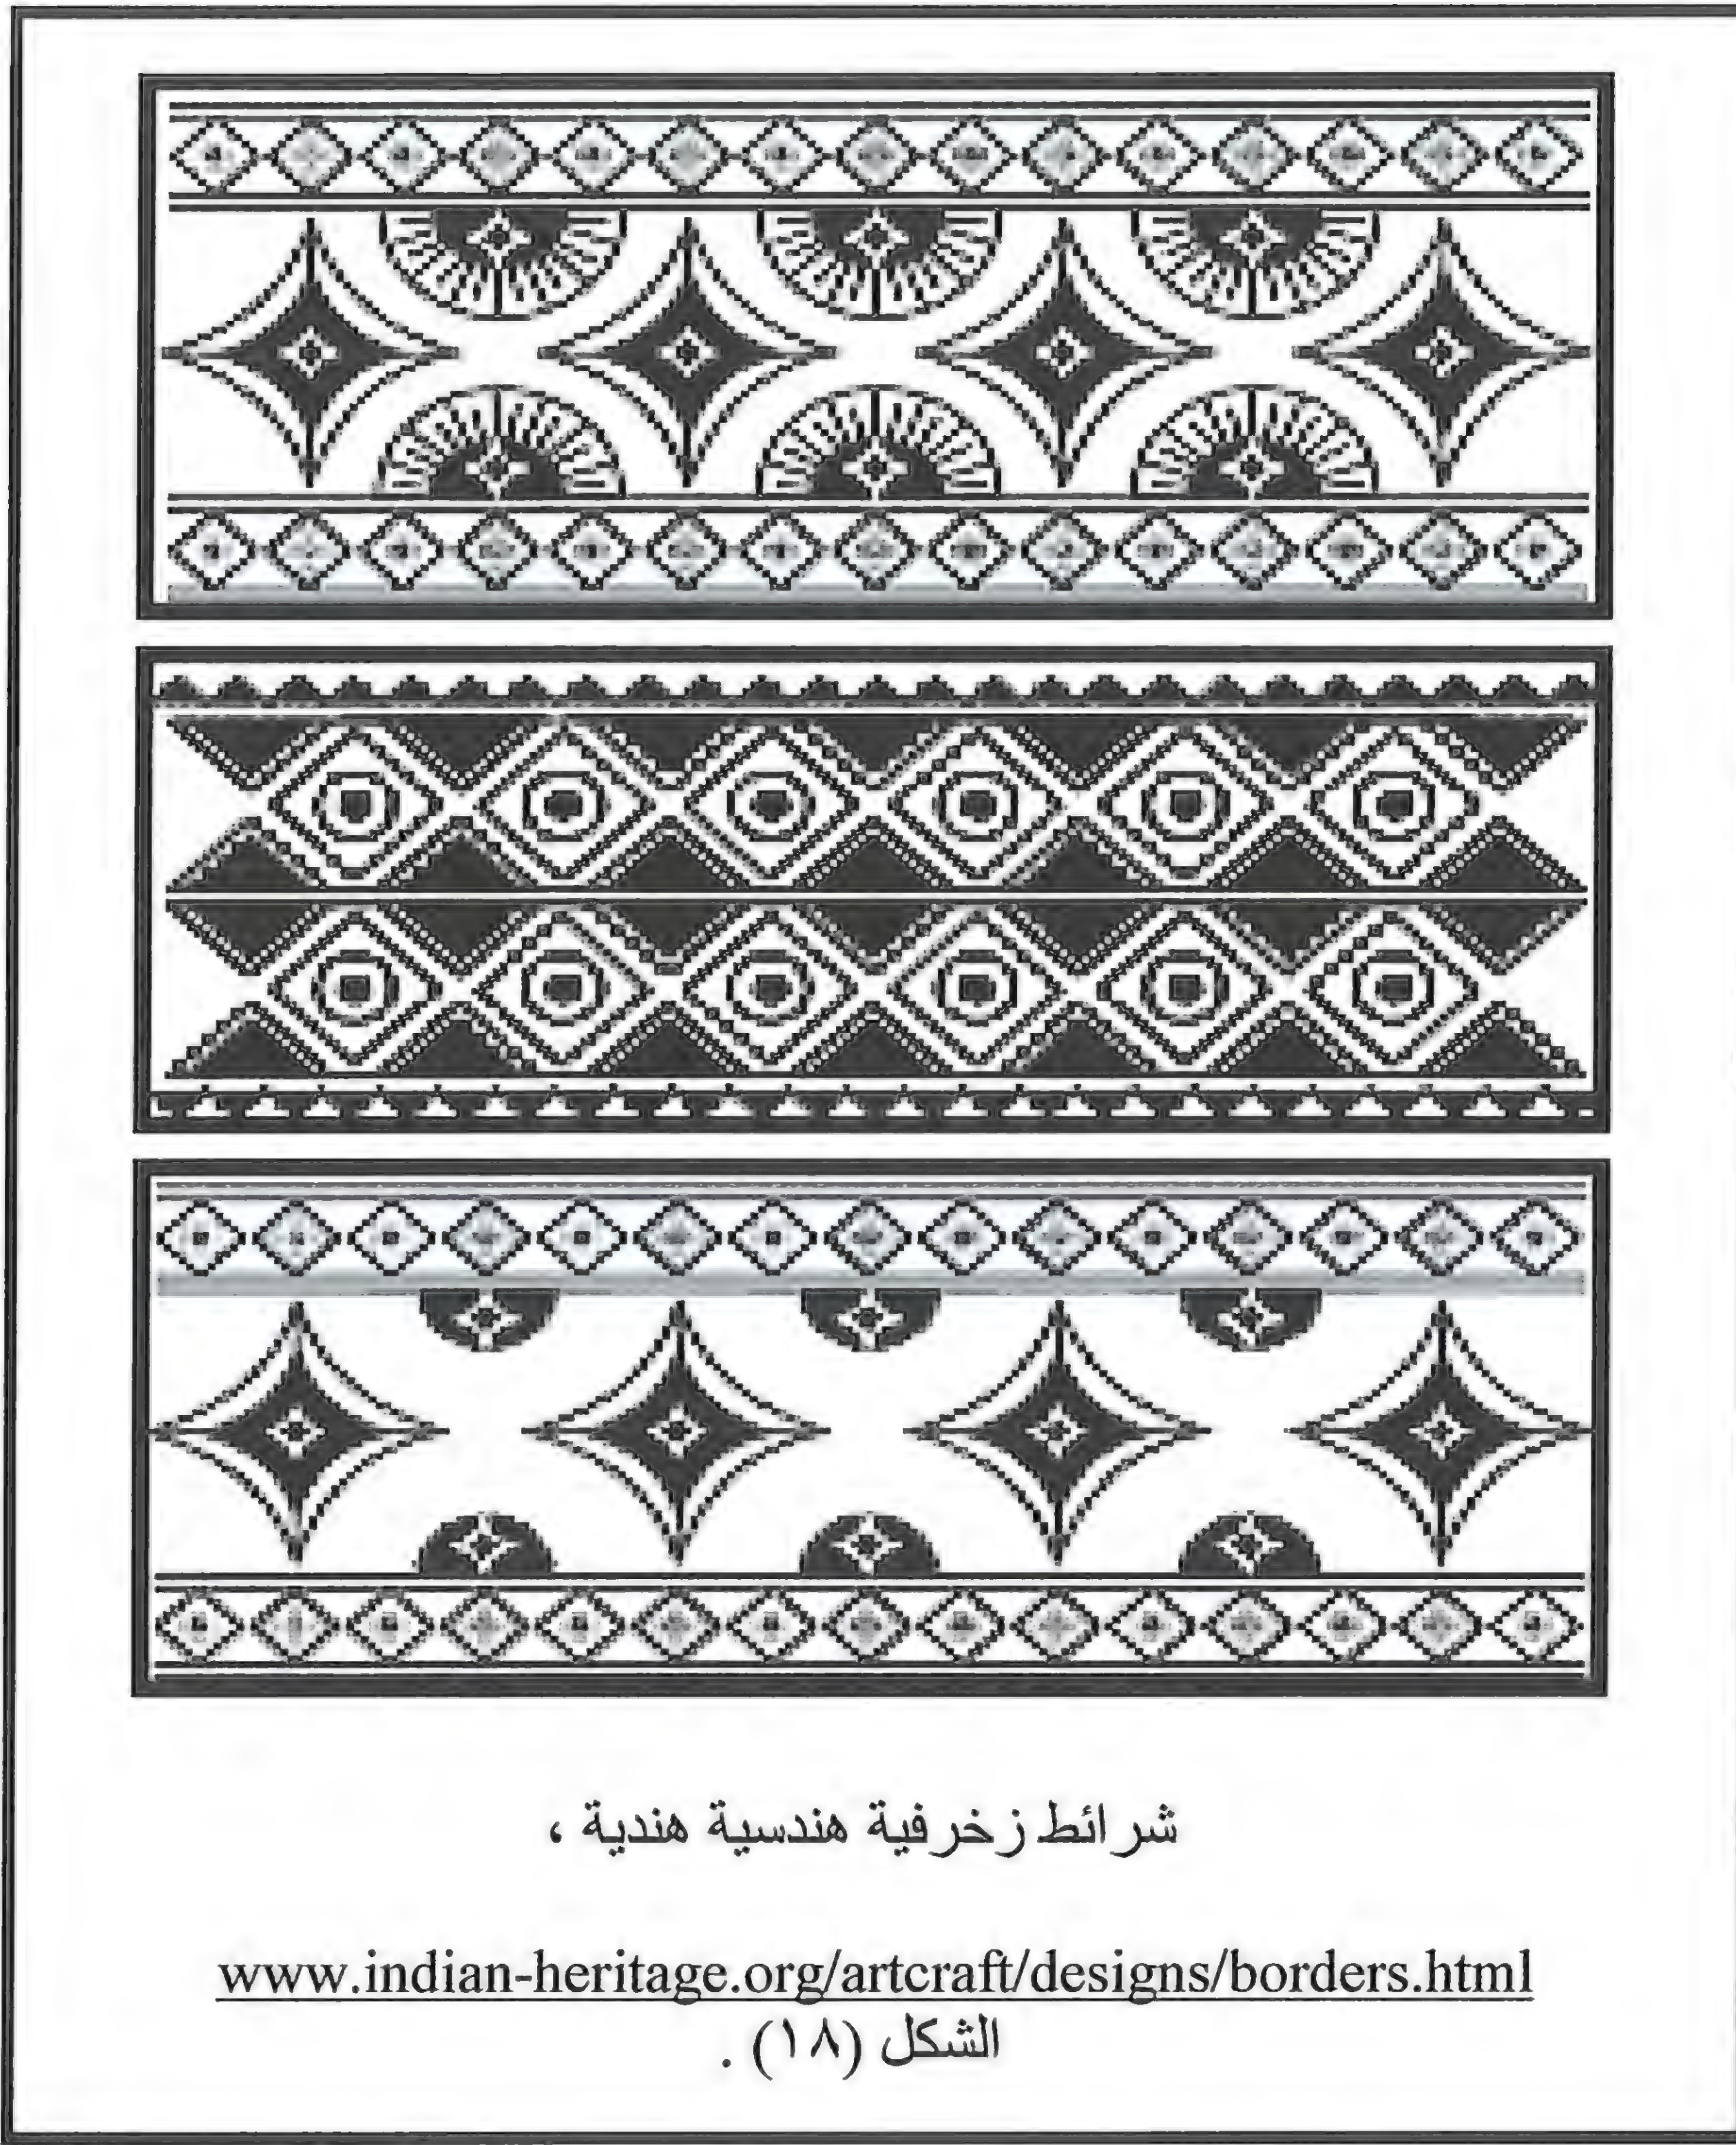 شرائط زخرفية هندسية هندية ،
www.indian-heritage.org/artcraft/designs/borders.html
الشكل (١٨) .